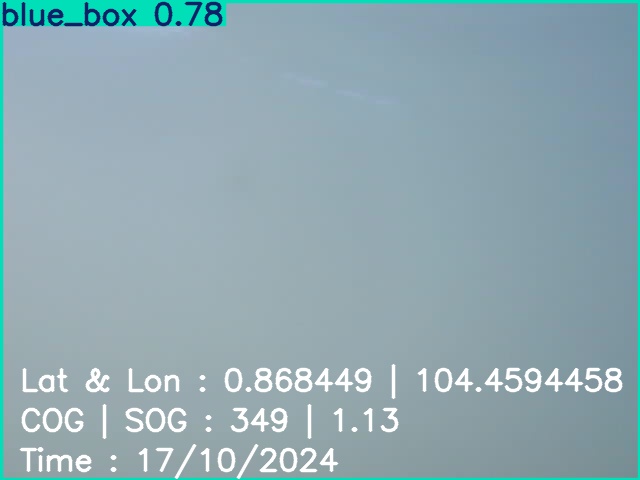 blue_box 0.78
Lat & Lon : 0.868449 | 104.4594458
COG | SOG : 349 | 1.13
Time : 17/10/2024